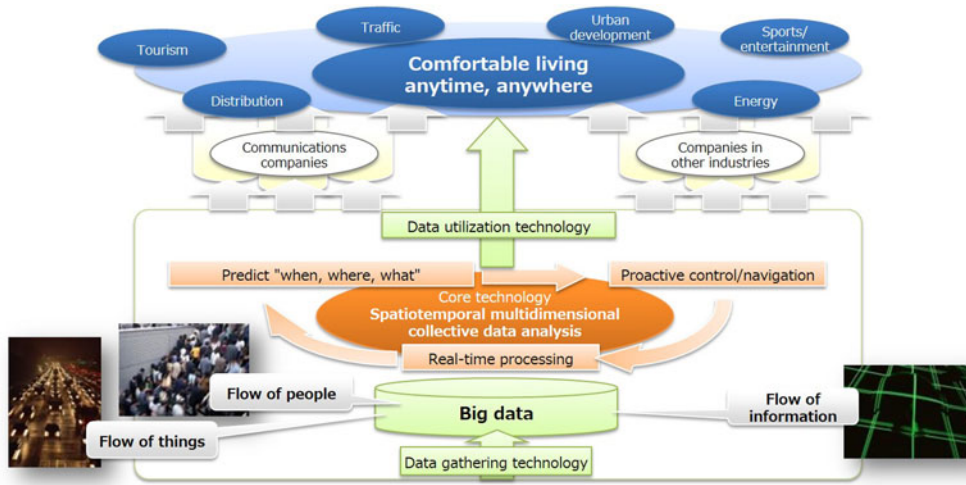 Tourism
Traffic
Urban
development
Sports/
entertainment
Comfortable living
anytime, anywhere
Distribution
Energy
Communications
companies
Companies in
other industries
Data utilization technology
Predict "when, where, what"
Proactive control/navigation
Core technology
Spatiotemporal multidimensional
collective data analysis
Real-time processing
Flow of people
Flow of things
Big data
Flow of
information
Data gathering technology